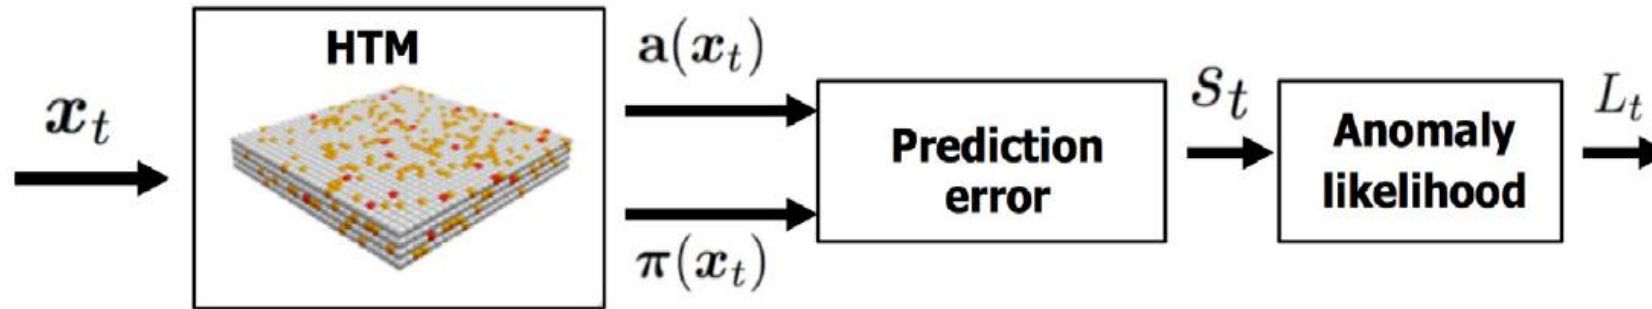 x_t
HTM
a(x_t)
π(x_t)
Prediction
error
s_t
Anomaly
likelihood
L_t